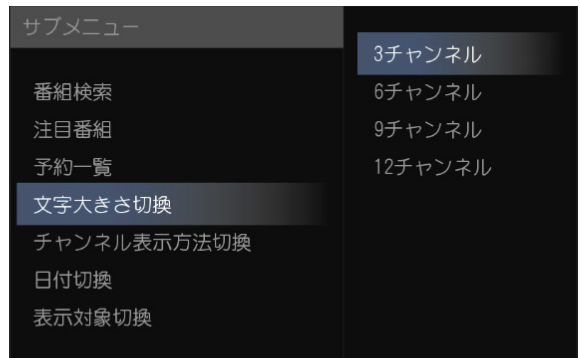 サブメニュー
番組検索
注目番組
予約一覧
文字大きさ切換
チャンネル表示方法切換
日付切換
表示対象切換
3チャンネル
6チャンネル
9チャンネル
12チャンネル